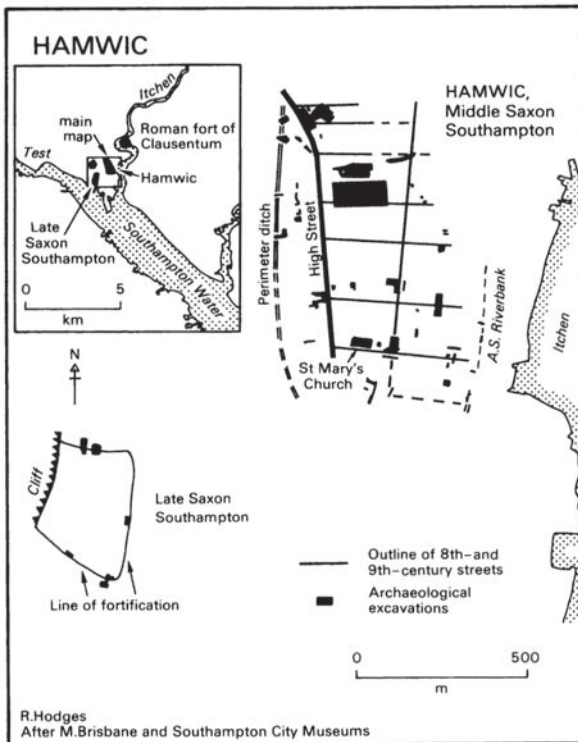 HAMWIC
Itchen
main
map
Roman fort of
Clausentum
Test
Hamwic
Late
Saxon
Southampton
Southampton Water
0 5
km
HAMWIC,
Middle Saxon
Southampton
Perimeter ditch
High Street
A.S. Riverbank
Itchen
St Mary's
Church
N
Cliff
Late Saxon
Southampton
Line of fortification
Outline of 8th–and
9th–century streets
Archaeological
excavations
0 500
m
R.Hodges
After M.Brisbane and Southampton City Museums